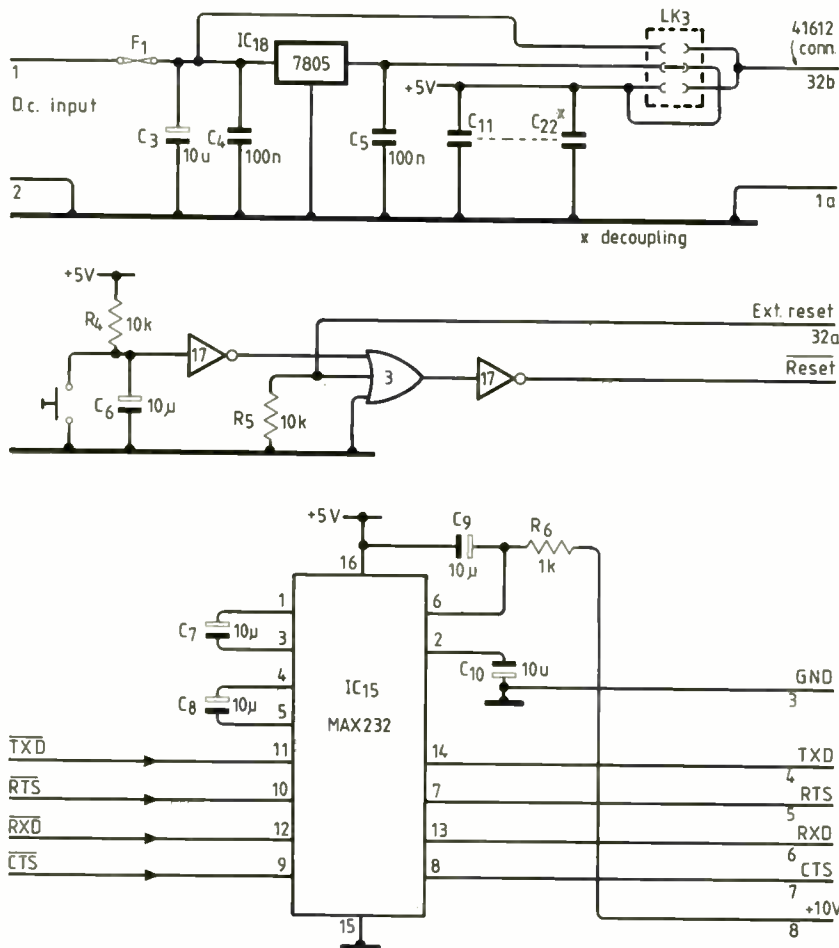 LK3
41612
conn.
F1
IC18
7805
1
32b
D.c. input
+5V
C3
10u
C4
100n
C5
100n
C11
C22*
2
1a
* decoupling
+5V
R4
10k
Ext. reset
32a
17
3
17
Reset
C6
10µ
R5
10k
+5V
C9
10µ
R6
1k
16
1
6
C7
10µ
3
2
C10
10u
4
GND
3
C8
10µ
5
IC15
MAX232
TXD
11
14
TXD
4
RTS
10
7
RTS
5
RXD
12
13
RXD
6
CTS
9
8
CTS
7
+10V
8
15